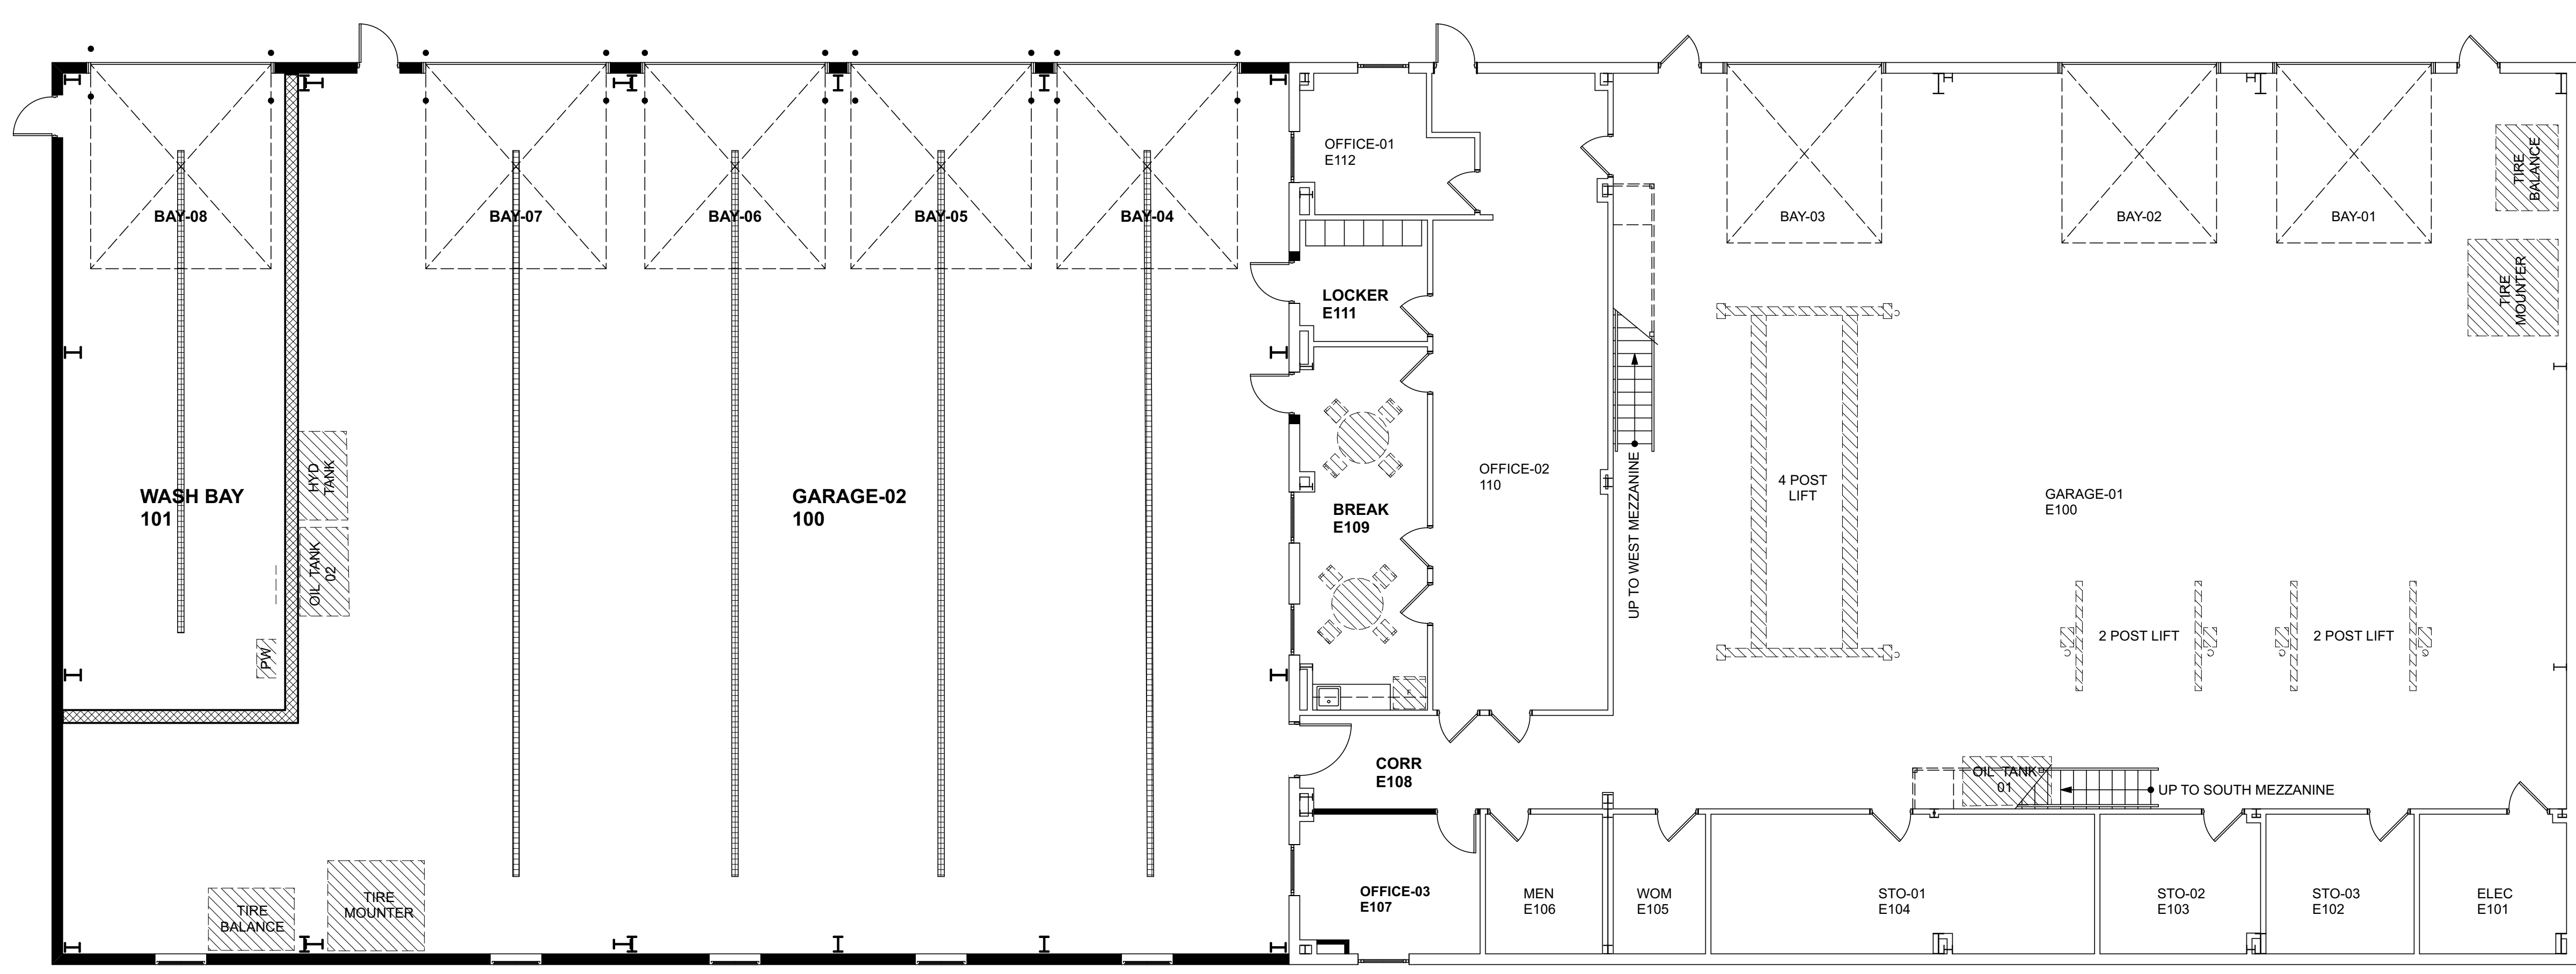 BAY-08
BAY-07
BAY-06
BAY-05
BAY-04
OFFICE-01
E112
BAY-03
BAY-02
BAY-01
TIRE
BALANCE
TIRE
MOUNTER
LOCKER
E111
WASH BAY
101
HYD
TANK
OIL TANK
02
PW
GARAGE-02
100
BREAK
E109
OFFICE-02
110
UP TO WEST MEZZANINE
4 POST
LIFT
GARAGE-01
E100
2 POST LIFT
2 POST LIFT
F
CORR
E108
OIL TANK
01
UP TO SOUTH MEZZANINE
TIRE
BALANCE
TIRE
MOUNTER
OFFICE-03
E107
MEN
E106
WOM
E105
STO-01
E104
STO-02
E103
STO-03
E102
ELEC
E101